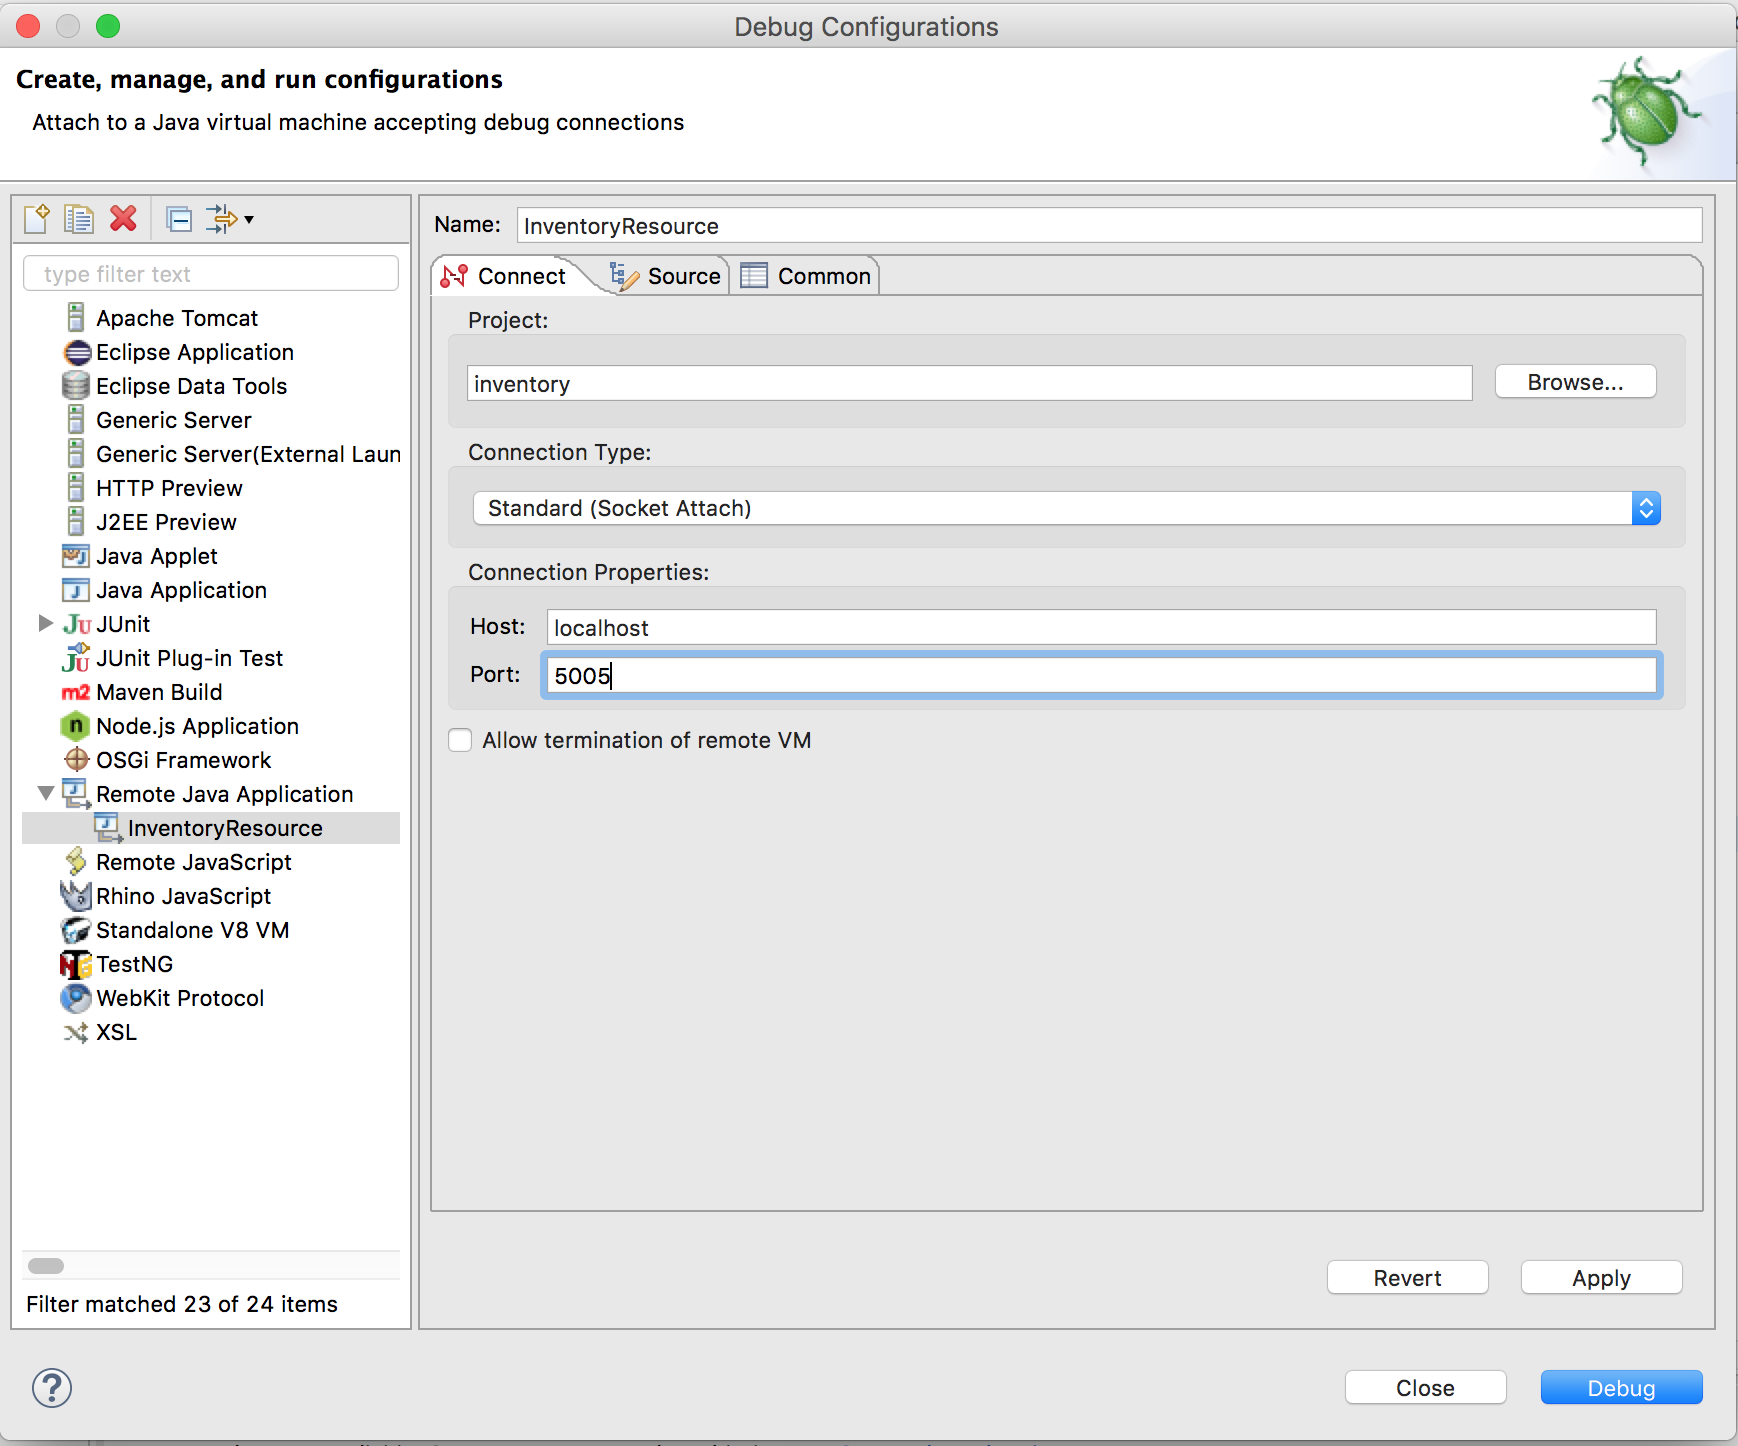 Debug Configurations
Create, manage, and run configurations
Attach to a Java virtual machine accepting debug connections
type filter text
Apache Tomcat
Eclipse Application
Eclipse Data Tools
Generic Server
Generic Server(External Laun
HTTP Preview
J2EE Preview
Java Applet
Java Application
JUnit
JUnit Plug-in Test
Maven Build
Node.js Application
OSGi Framework
Remote Java Application
InventoryResource
Remote JavaScript
Rhino JavaScript
Standalone V8 VM
TestNG
WebKit Protocol
XSL
Filter matched 23 of 24 items
Name: InventoryResource
Connect Source Common
Project:
inventory Browse...
Connection Type:
Standard (Socket Attach)
Connection Properties:
Host: localhost
Port: 5005
Allow termination of remote VM
Revert Apply
Close Debug